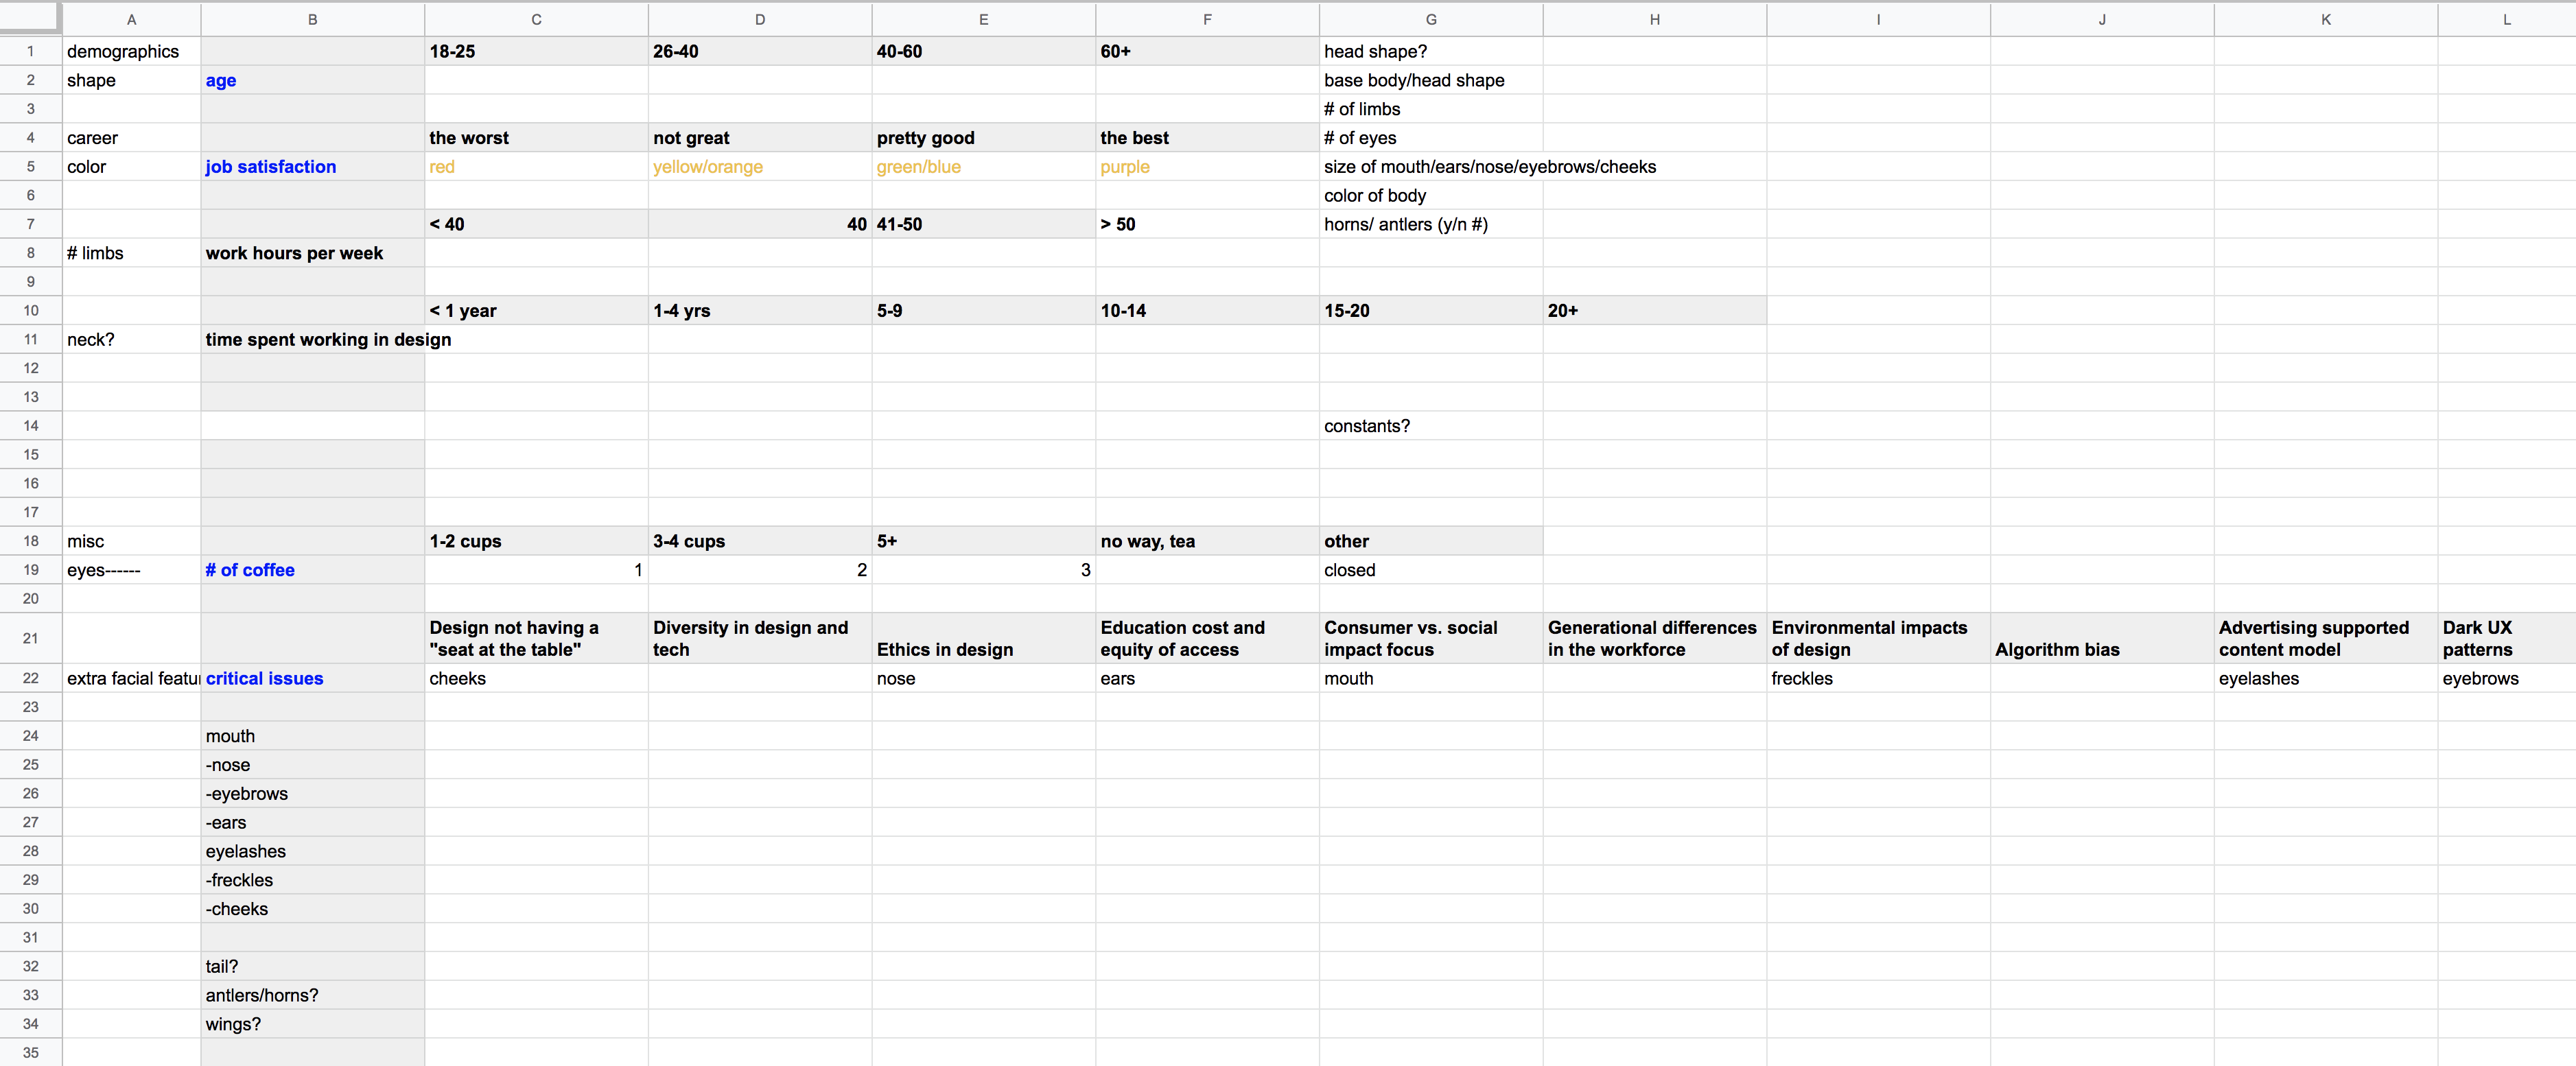 A B C D E F G H I J K L
1 demographics 18-25 26-40 40-60 60+ head shape?
2 shape age base body/head shape
3 # of limbs
4 career the worst not great pretty good the best # of eyes
5 color job satisfaction red yellow/orange green/blue purple size of mouth/ears/nose/eyebrows/cheeks
6 color of body
7 < 40 40 41-50 > 50 horns/ antlers (y/n #)
8 # limbs work hours per week
9
10 < 1 year 1-4 yrs 5-9 10-14 15-20 20+
11 neck? time spent working in design
12
13
14 constants?
15
16
17
18 misc 1-2 cups 3-4 cups 5+ no way, tea other
19 eyes------ # of coffee 1 2 3 closed
20
21 Design not having a "seat at the table" Diversity in design and tech Ethics in design Education cost and equity of access Consumer vs. social impact focus Generational differences in the workforce Environmental impacts of design Algorithm bias Advertising supported content model Dark UX patterns
22 extra facial featu critical issues cheeks nose ears mouth freckles eyelashes eyebrows
23
24 mouth
25 -nose
26 -eyebrows
27 -ears
28 eyelashes
29 -freckles
30 -cheeks
31
32 tail?
33 antlers/horns?
34 wings?
35